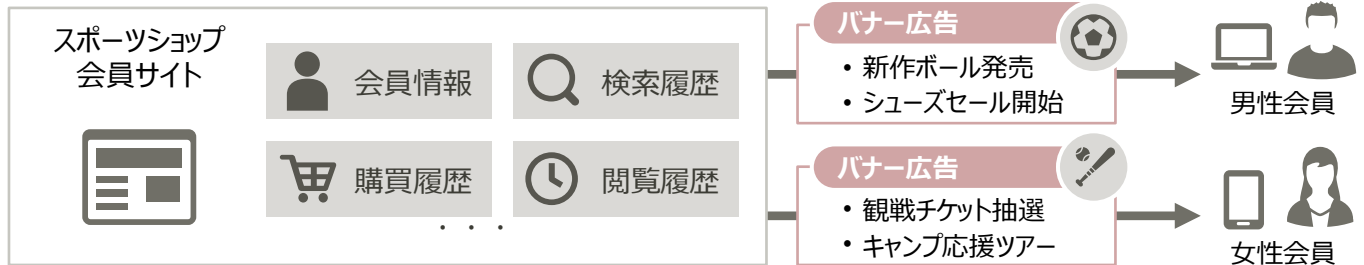 スポーツショップ
会員サイト
会員情報
検索履歴
購買履歴
閲覧履歴
・・・
バナー広告
・新作ボール発売
・シューズセール開始
男性会員
バナー広告
・観戦チケット抽選
・キャンプ応援ツアー
女性会員